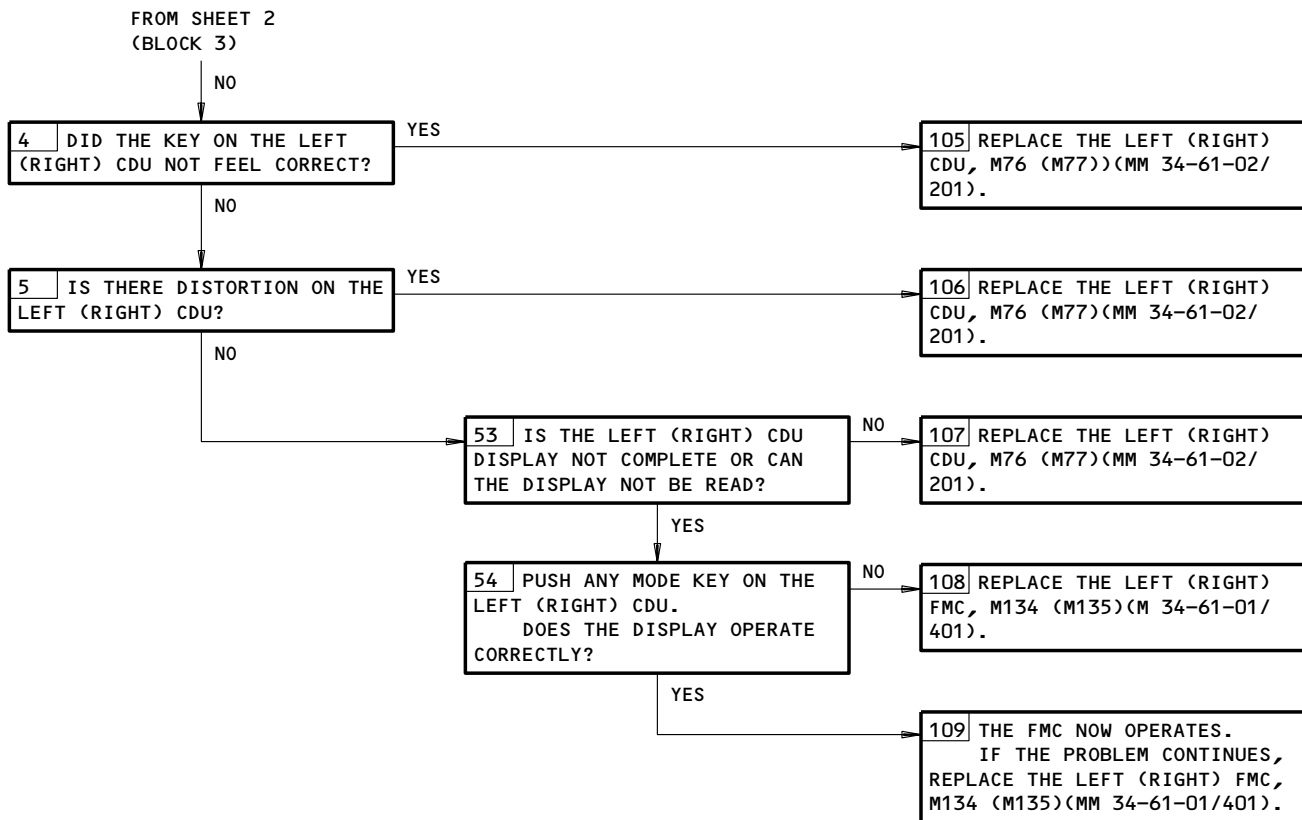 FROM SHEET 2
(BLOCK 3)
NO
4 DID THE KEY ON THE LEFT
(RIGHT) CDU NOT FEEL CORRECT?
YES
105 REPLACE THE LEFT (RIGHT)
CDU, M76 (M77))(MM 34-61-02/
201).
NO
5 IS THERE DISTORTION ON THE
LEFT (RIGHT) CDU?
YES
106 REPLACE THE LEFT (RIGHT)
CDU, M76 (M77)(MM 34-61-02/
201).
NO
53 IS THE LEFT (RIGHT) CDU
DISPLAY NOT COMPLETE OR CAN
THE DISPLAY NOT BE READ?
NO
107 REPLACE THE LEFT (RIGHT)
CDU, M76 (M77)(MM 34-61-02/
201).
YES
54 PUSH ANY MODE KEY ON THE
LEFT (RIGHT) CDU.
DOES THE DISPLAY OPERATE
CORRECTLY?
NO
108 REPLACE THE LEFT (RIGHT)
FMC, M134 (M135)(M 34-61-01/
401).
YES
109 THE FMC NOW OPERATES.
IF THE PROBLEM CONTINUES,
REPLACE THE LEFT (RIGHT) FMC,
M134 (M135)(MM 34-61-01/401).